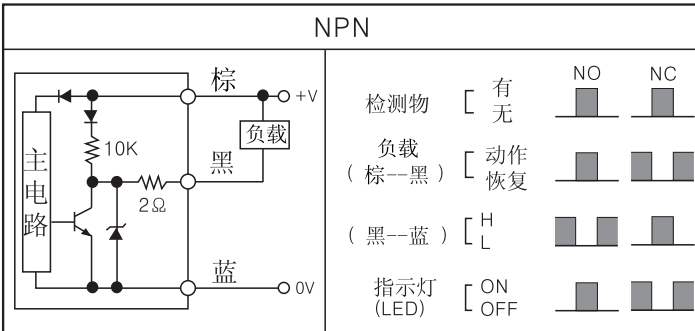 NPN
棕
+V
负载
10K
黑
主电路
2Ω
蓝
0V
NO
NC
检测物
有
无
负载
(棕--黑)
动作
恢复
(黑--蓝)
H
L
指示灯
(LED)
ON
OFF